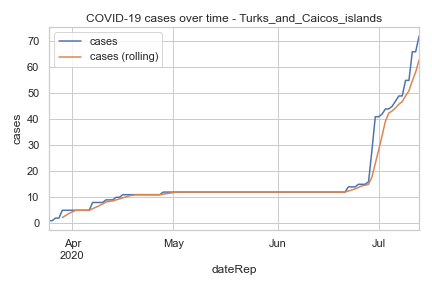 COVID-19 cases over time - Turks_and_Caicos_islands
cases
cases (rolling)
70
60
50
40
30
20
10
0
cases
Apr
2020
May
Jun
Jul
dateRep